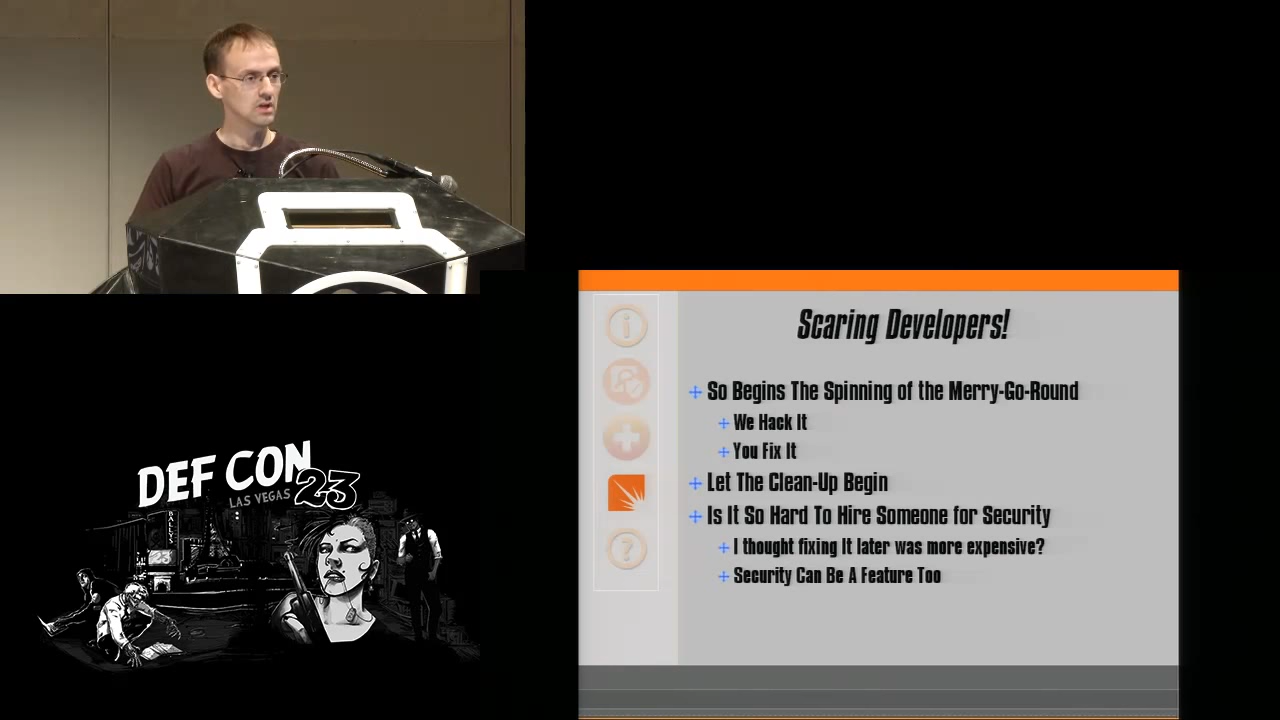 Scaring Developers!
So Begins The Spinning of the Merry-Go-Round
We Hack It
You Fix It
Let The Clean-Up Begin
Is It So Hard To Hire Someone for Security
I thought fixing It later was more expensive?
Security Can Be A Feature Too
DEF CON
LAS VEGAS 23
BALLYS